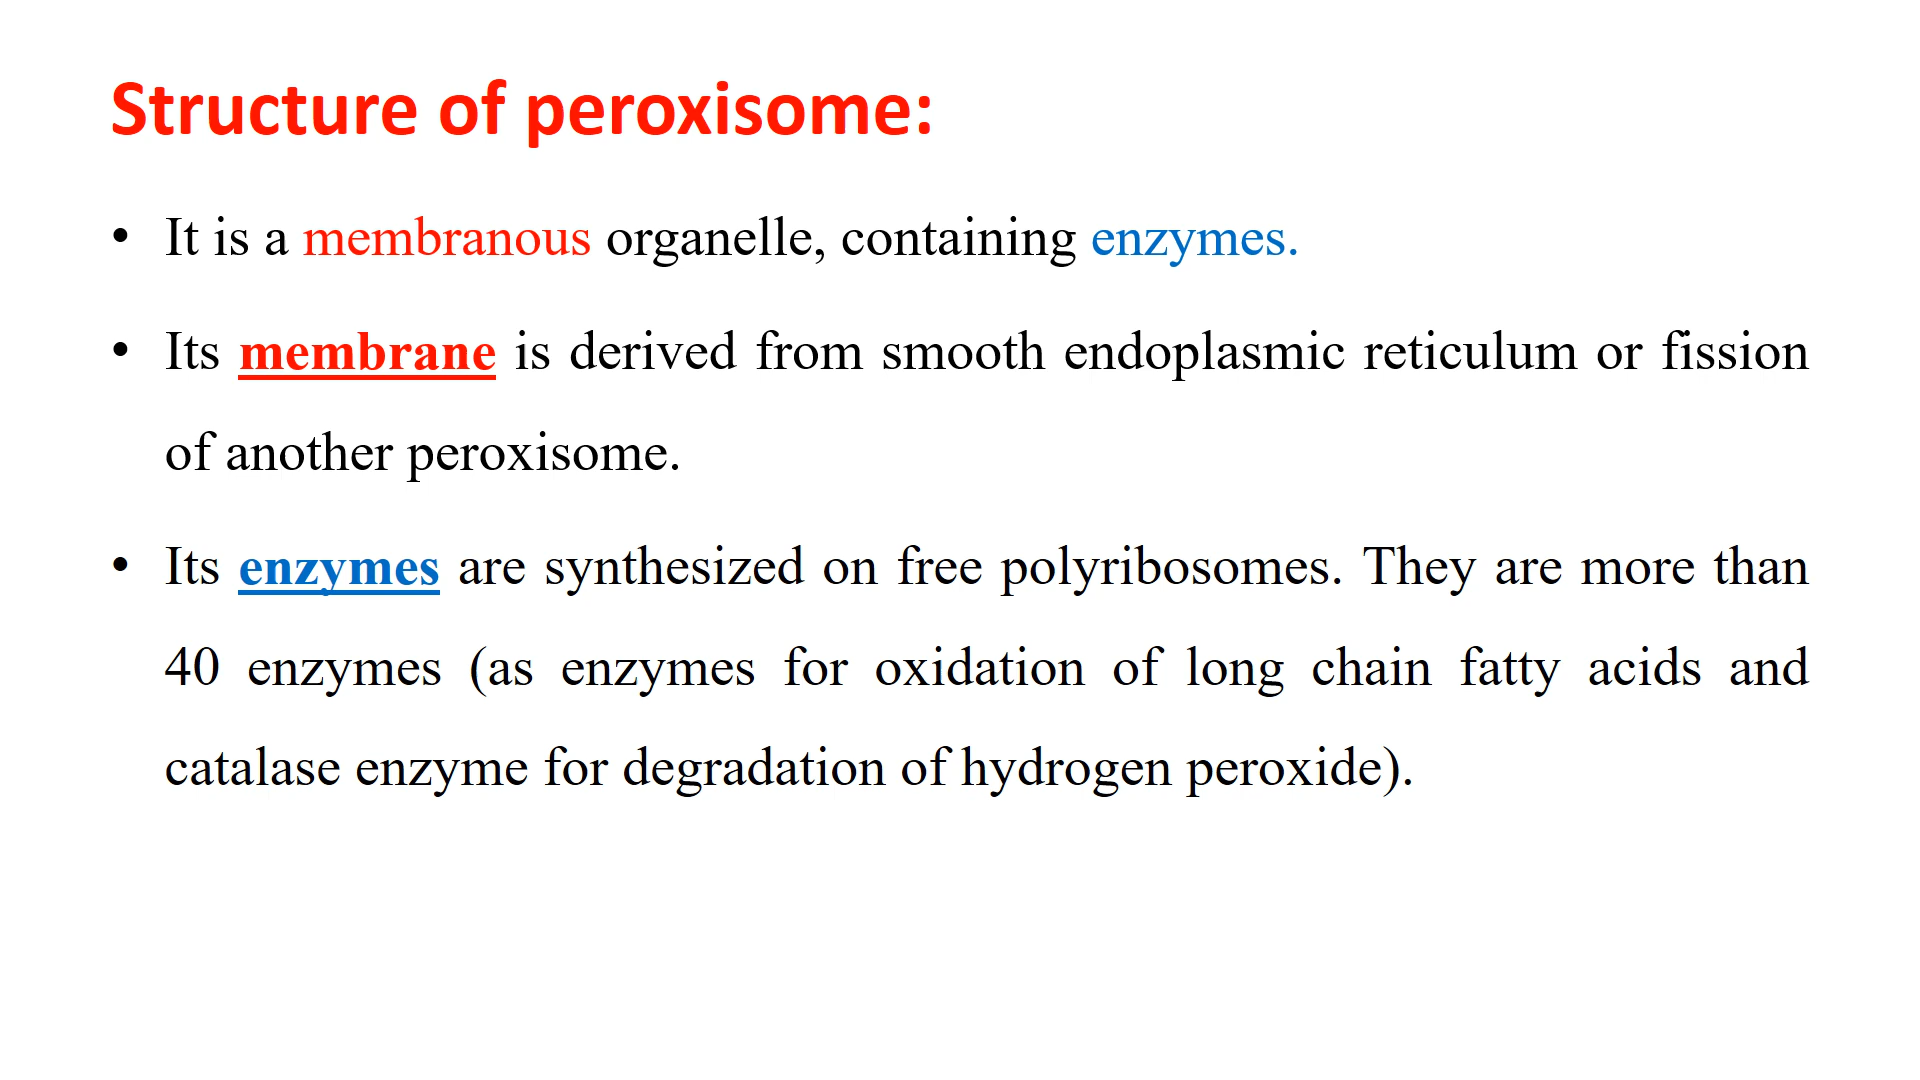 Structure of peroxisome:
• It is a membranous organelle, containing enzymes.
• Its membrane is derived from smooth endoplasmic reticulum or fission
of another peroxisome.
• Its enzymes are synthesized on free polyribosomes. They are more than
40 enzymes (as enzymes for oxidation of long chain fatty acids and
catalase enzyme for degradation of hydrogen peroxide).